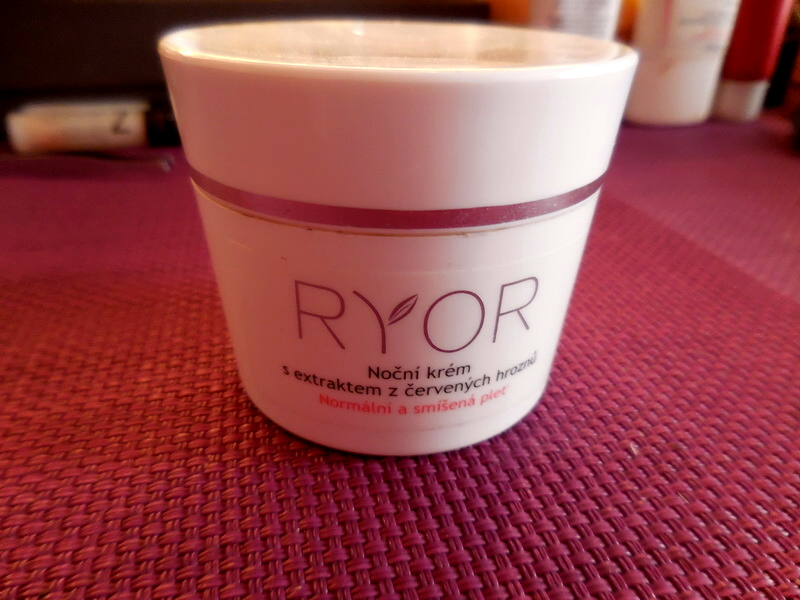 RYOR
Noční krém
s extraktem z červených hroznů
Normální a smíšená pleť